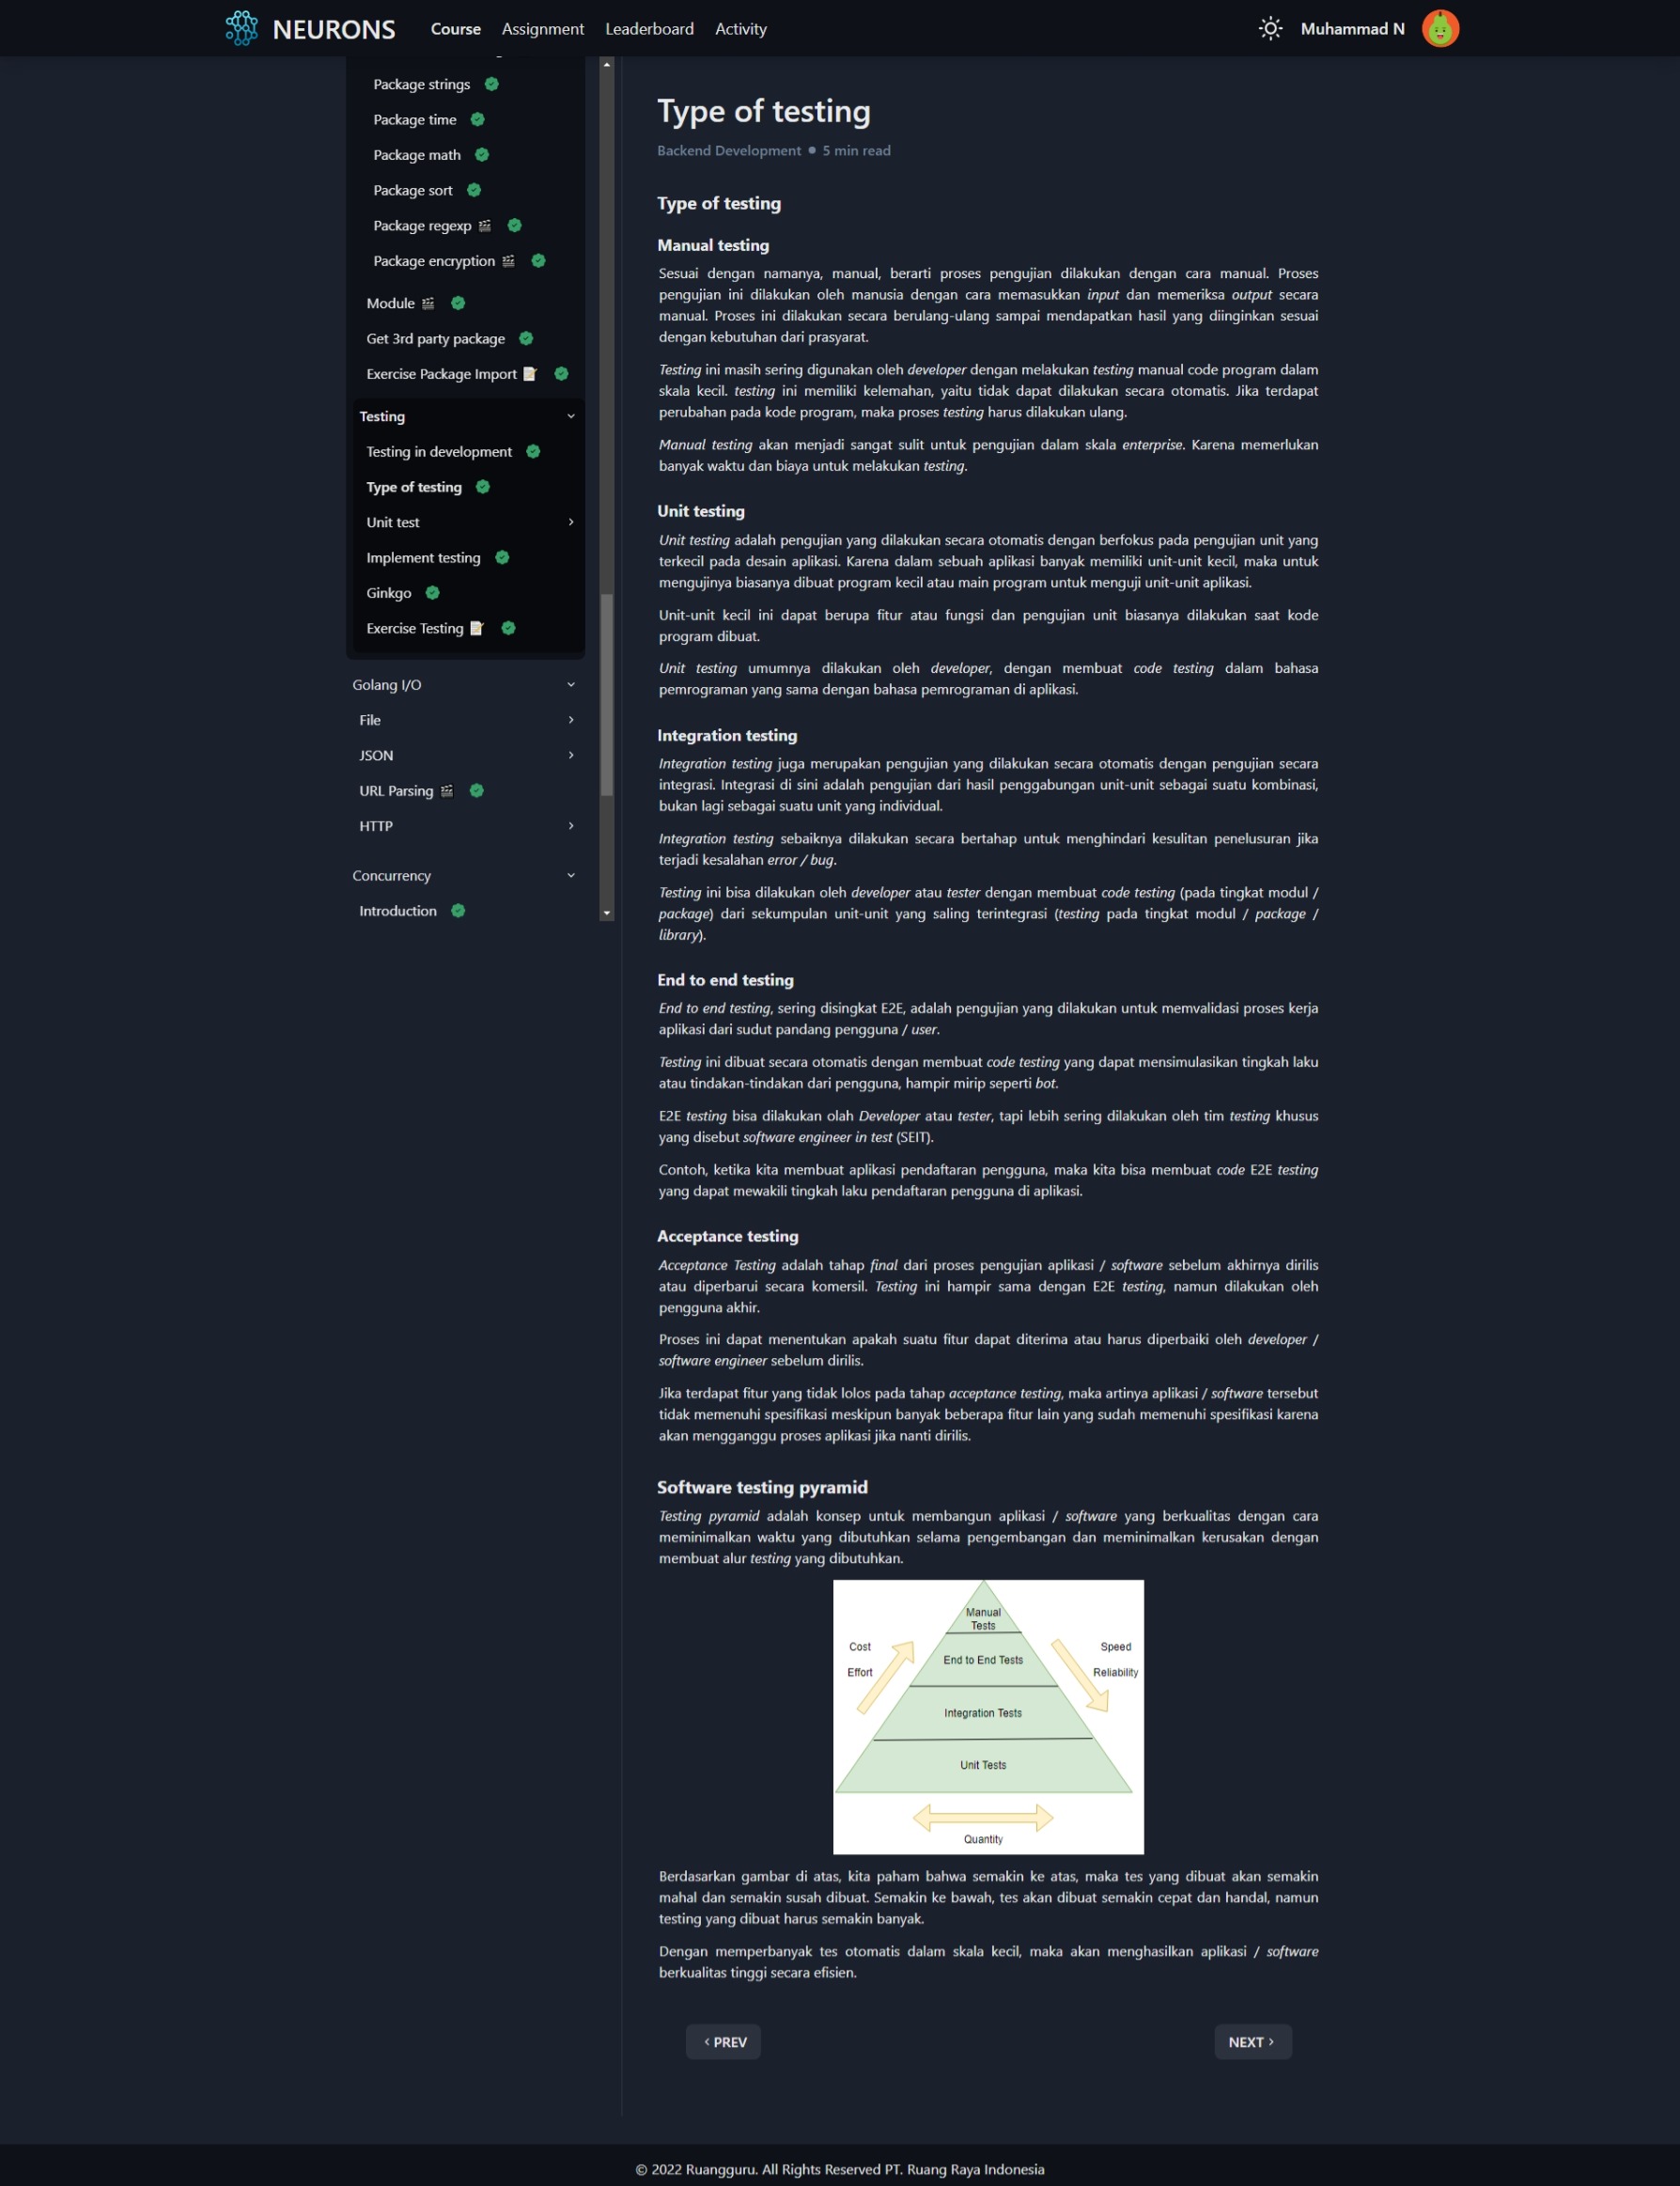 NEURONS Course Assignment Leaderboard Activity Muhammad N
Package strings
Package time
Package math
Package sort
Package regexp
Package encryption
Module
Get 3rd party package
Exercise Package Import
Testing
Testing in development
Type of testing
Unit test
Implement testing
Ginkgo
Exercise Testing
Golang I/O
File
JSON
URL Parsing
HTTP
Concurrency
Introduction
Type of testing
Backend Development • 5 min read
Type of testing
Manual testing
Sesuai dengan namanya, manual, berarti proses pengujian dilakukan dengan cara manual. Proses
pengujian ini dilakukan oleh manusia dengan cara memasukkan input dan memeriksa output secara
manual. Proses ini dilakukan secara berulang-ulang sampai mendapatkan hasil yang diinginkan sesuai
dengan kebutuhan dari prasyarat.
Testing ini masih sering digunakan oleh developer dengan melakukan testing manual code program dalam
skala kecil. testing ini memiliki kelemahan, yaitu tidak dapat dilakukan secara otomatis. Jika terdapat
perubahan pada kode program, maka proses testing harus dilakukan ulang.
Manual testing akan menjadi sangat sulit untuk pengujian dalam skala enterprise. Karena memerlukan
banyak waktu dan biaya untuk melakukan testing.
Unit testing
Unit testing adalah pengujian yang dilakukan secara otomatis dengan berfokus pada pengujian unit yang
terkecil pada desain aplikasi. Karena dalam sebuah aplikasi banyak memiliki unit-unit kecil, maka untuk
mengujinya biasanya dibuat program kecil atau main program untuk menguji unit-unit aplikasi.
Unit-unit kecil ini dapat berupa fitur atau fungsi dan pengujian unit biasanya dilakukan saat kode
program dibuat.
Unit testing umumnya dilakukan oleh developer, dengan membuat code testing dalam bahasa
pemrograman yang sama dengan bahasa pemrograman di aplikasi.
Integration testing
Integration testing juga merupakan pengujian yang dilakukan secara otomatis dengan pengujian secara
integrasi. Integrasi di sini adalah pengujian dari hasil penggabungan unit-unit sebagai suatu kombinasi,
bukan lagi sebagai suatu unit yang individual.
Integration testing sebaiknya dilakukan secara bertahap untuk menghindari kesulitan penelusuran jika
terjadi kesalahan error / bug.
Testing ini bisa dilakukan oleh developer atau tester dengan membuat code testing (pada tingkat modul /
package) dari sekumpulan unit-unit yang saling terintegrasi (testing pada tingkat modul / package /
library).
End to end testing
End to end testing, sering disingkat E2E, adalah pengujian yang dilakukan untuk memvalidasi proses kerja
aplikasi dari sudut pandang pengguna / user.
Testing ini dibuat secara otomatis dengan membuat code testing yang dapat mensimulasikan tingkah laku
atau tindakan-tindakan dari pengguna, hampir mirip seperti bot.
E2E testing bisa dilakukan olah Developer atau tester, tapi lebih sering dilakukan oleh tim testing khusus
yang disebut software engineer in test (SEIT).
Contoh, ketika kita membuat aplikasi pendaftaran pengguna, maka kita bisa membuat code E2E testing
yang dapat mewakili tingkah laku pendaftaran pengguna di aplikasi.
Acceptance testing
Acceptance Testing adalah tahap final dari proses pengujian aplikasi / software sebelum akhirnya dirilis
atau diperbarui secara komersil. Testing ini hampir sama dengan E2E testing, namun dilakukan oleh
pengguna akhir.
Proses ini dapat menentukan apakah suatu fitur dapat diterima atau harus diperbaiki oleh developer /
software engineer sebelum dirilis.
Jika terdapat fitur yang tidak lolos pada tahap acceptance testing, maka artinya aplikasi / software tersebut
tidak memenuhi spesifikasi meskipun banyak beberapa fitur lain yang sudah memenuhi spesifikasi karena
akan mengganggu proses aplikasi jika nanti dirilis.
Software testing pyramid
Testing pyramid adalah konsep untuk membangun aplikasi / software yang berkualitas dengan cara
meminimalkan waktu yang dibutuhkan selama pengembangan dan meminimalkan kerusakan dengan
membuat alur testing yang dibutuhkan.
Manual
Tests
Cost
Effort
End to End Tests
Speed
Reliability
Integration Tests
Unit Tests
Quantity
Berdasarkan gambar di atas, kita paham bahwa semakin ke atas, maka tes yang dibuat akan semakin
mahal dan semakin susah dibuat. Semakin ke bawah, tes akan dibuat semakin cepat dan handal, namun
testing yang dibuat harus semakin banyak.
Dengan memperbanyak tes otomatis dalam skala kecil, maka akan menghasilkan aplikasi / software
berkualitas tinggi secara efisien.
‹ PREV
NEXT ›
© 2022 Ruangguru. All Rights Reserved PT. Ruang Raya Indonesia